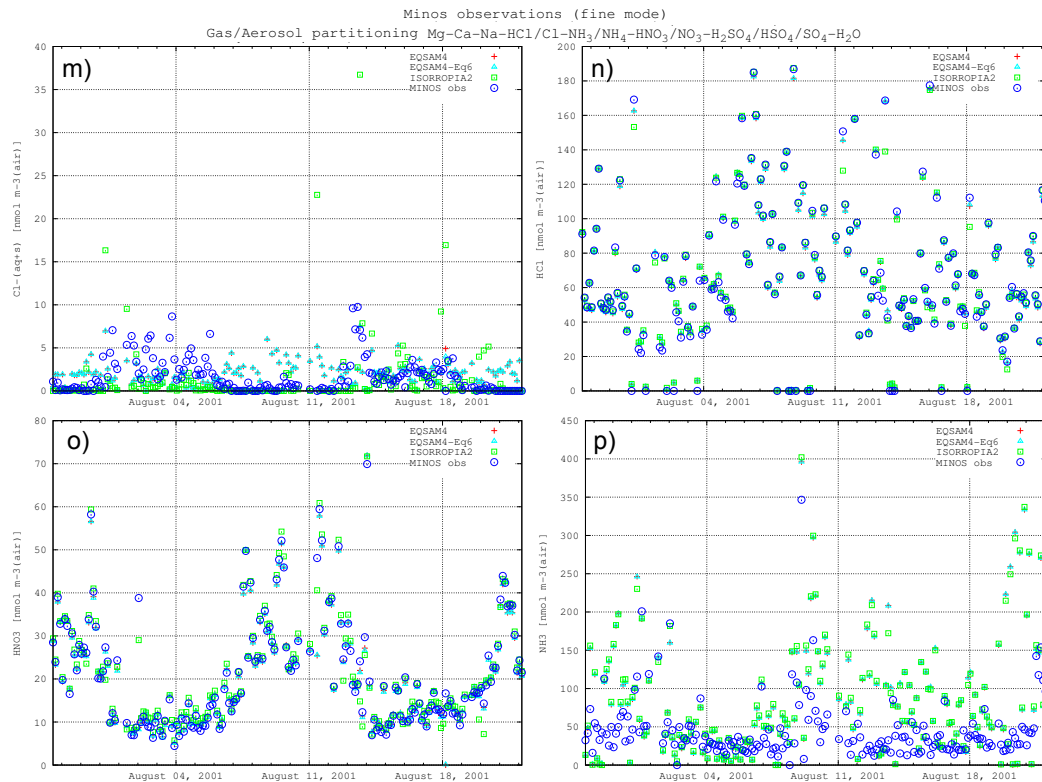 Minos observations (fine mode)
Gas/Aerosol partitioning Mg-Ca-Na-HCl/Cl-NH3/NH4-HNO3/NO3-H2SO4/HSO4/SO4-H2O
m)
EQSAM4
EQSAM4-Eq6
ISORROPIA2
MINOS obs
Cl-(aq+s) [nmol m-3(air)]
40
35
30
25
20
15
10
5
0
August 04, 2001
August 11, 2001
August 18, 2001
n)
EQSAM4
EQSAM4-Eq6
ISORROPIA2
MINOS obs
HCl [nmol m-3(air)]
200
180
160
140
120
100
80
60
40
20
0
August 04, 2001
August 11, 2001
August 18, 2001
o)
EQSAM4
EQSAM4-Eq6
ISORROPIA2
MINOS obs
HNO3 [nmol m-3(air)]
80
70
60
50
40
30
20
10
0
August 04, 2001
August 11, 2001
August 18, 2001
p)
EQSAM4
EQSAM4-Eq6
ISORROPIA2
MINOS obs
NH3 [nmol m-3(air)]
450
400
350
300
250
200
150
100
50
0
August 04, 2001
August 11, 2001
August 18, 2001